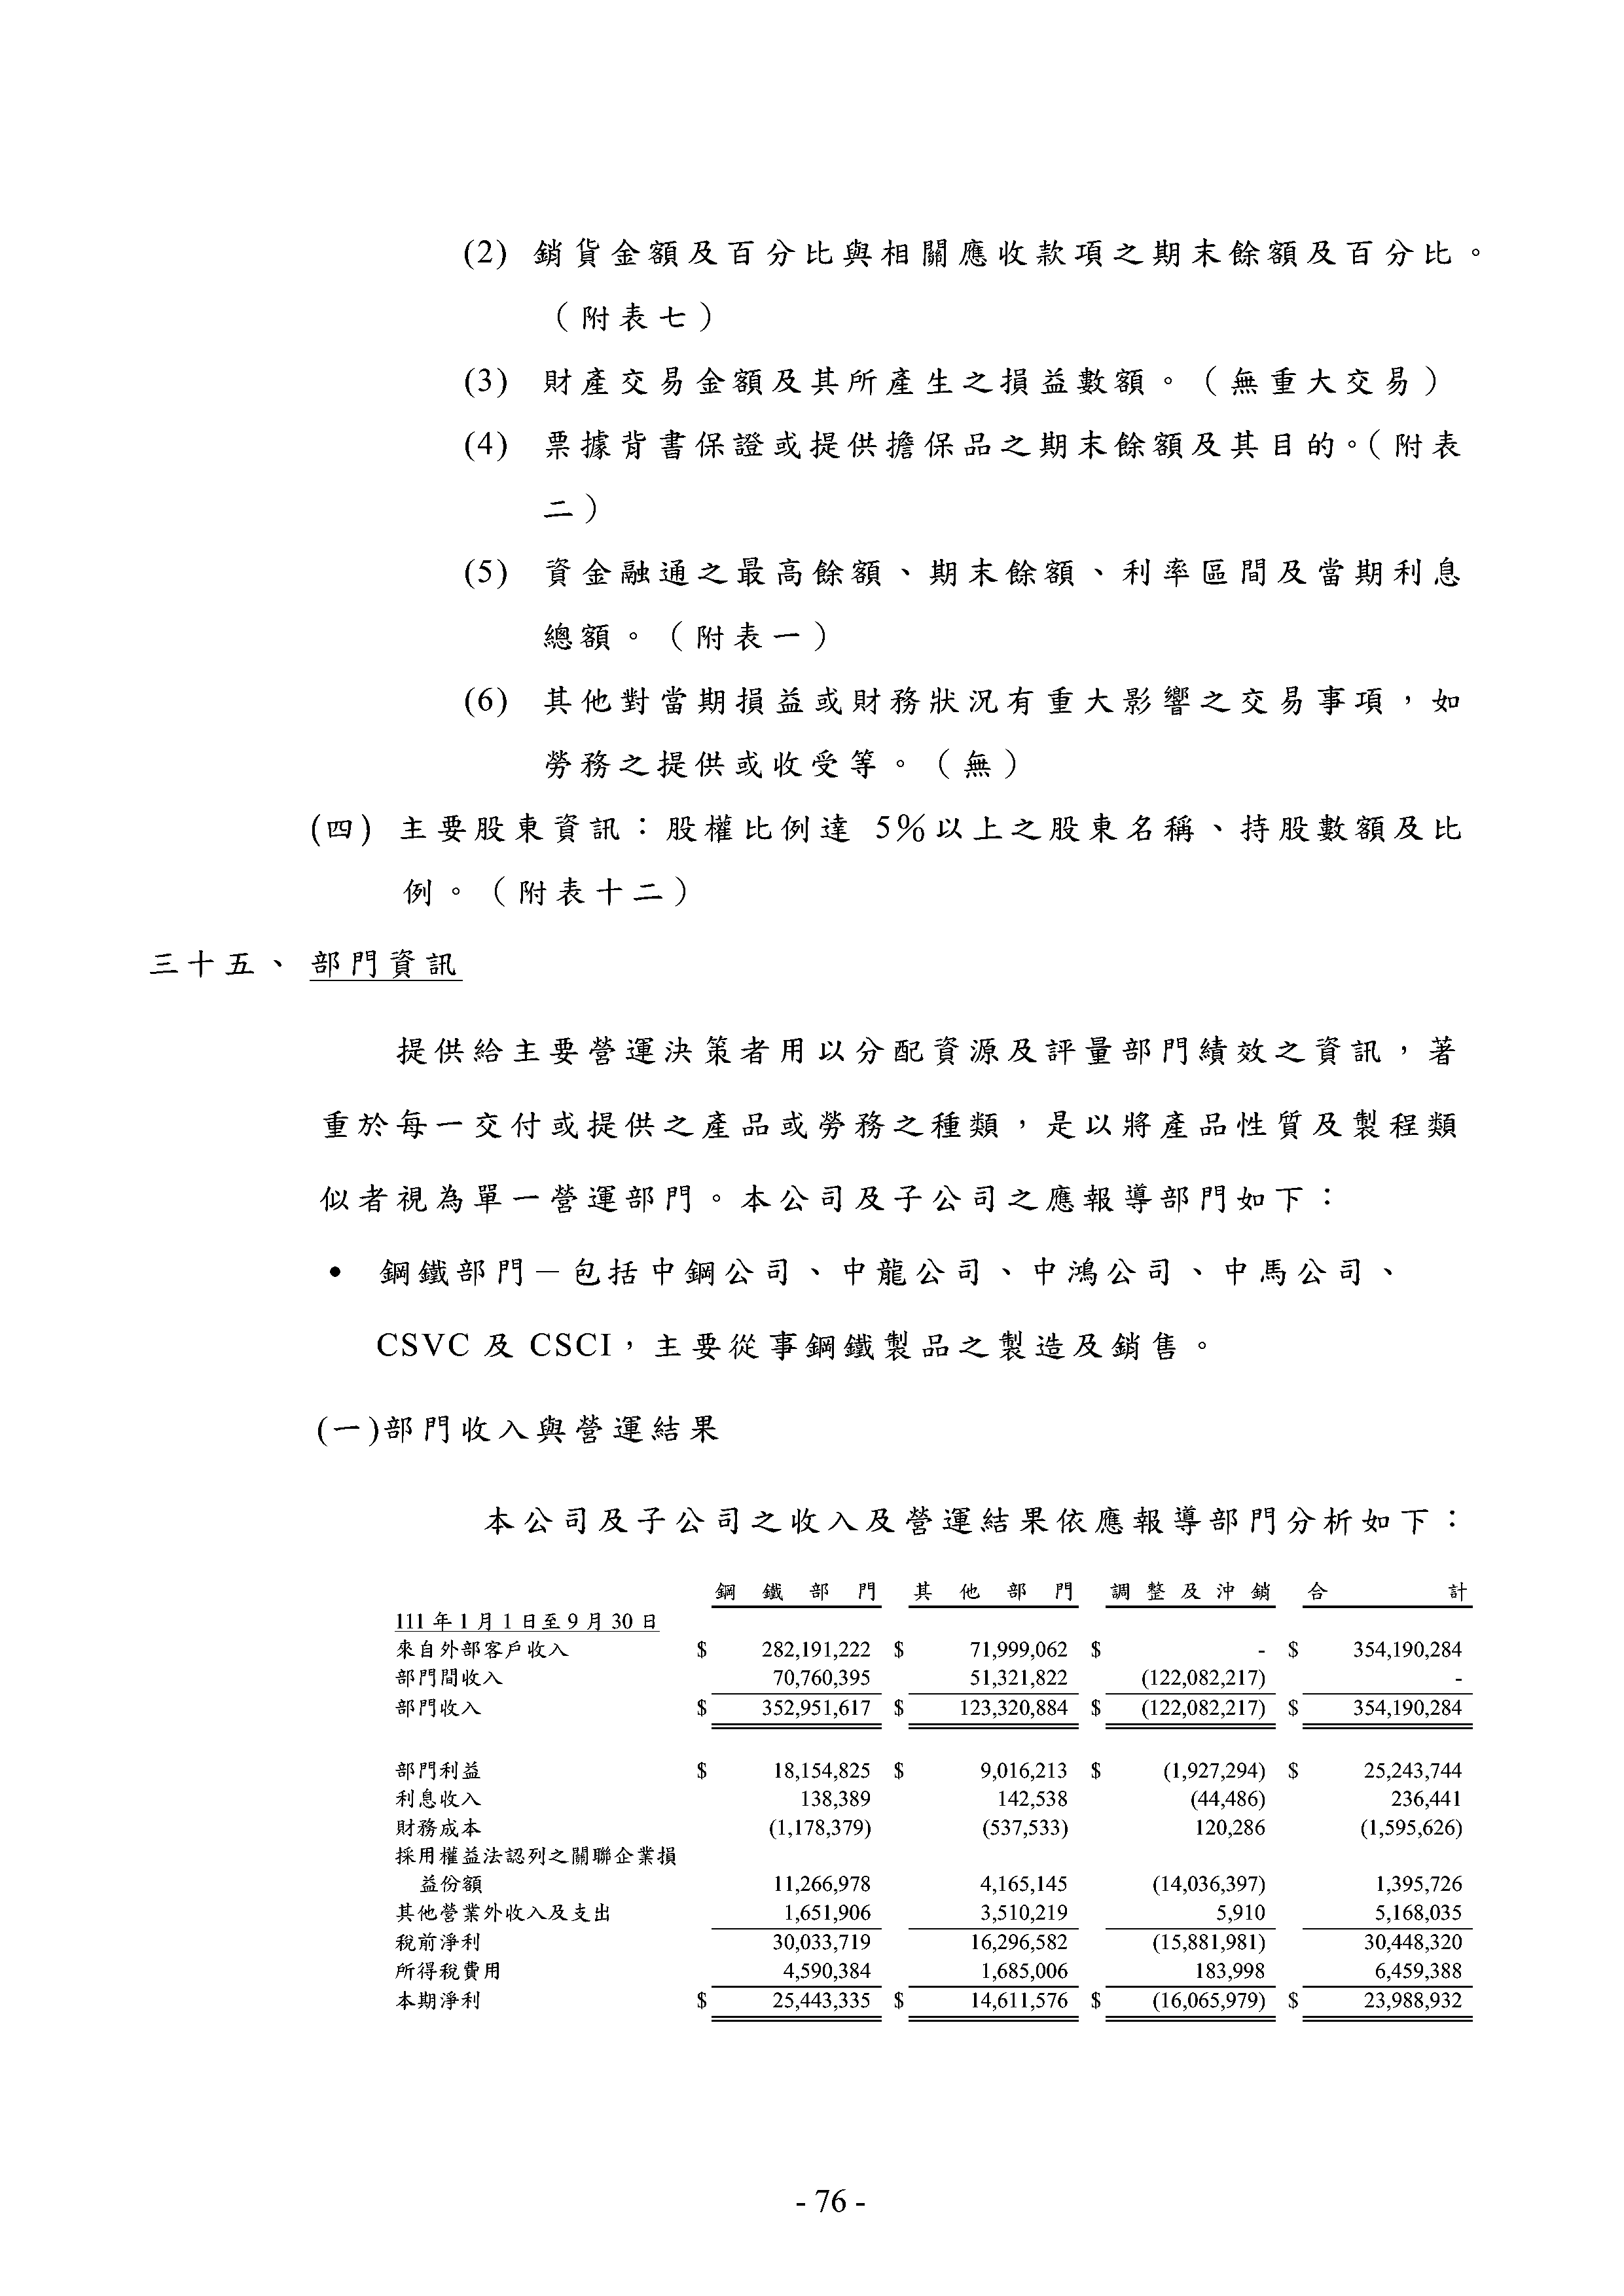 (2) 銷貨金額及百分比與相關應收款項之期末餘額及百分比。
（附表七）
(3) 財產交易金額及其所產生之損益數額。（無重大交易）
(4) 票據背書保證或提供擔保品之期末餘額及其目的。（附表
二）
(5) 資金融通之最高餘額、期末餘額、利率區間及當期利息
總額。（附表一）
(6) 其他對當期損益或財務狀況有重大影響之交易事項，如
勞務之提供或收受等。（無）
(四) 主要股東資訊：股權比例達 5%以上之股東名稱、持股數額及比
例。（附表十二）
三十五、 部門資訊
提供給主要營運決策者用以分配資源及評量部門績效之資訊，著
重於每一交付或提供之產品或勞務之種類，是以將產品性質及製程類
似者視為單一營運部門。本公司及子公司之應報導部門如下：
• 鋼鐵部門－包括中鋼公司、中龍公司、中鴻公司、中馬公司、
CSVC 及 CSCI，主要從事鋼鐵製品之製造及銷售。
(一)部門收入與營運結果
本公司及子公司之收入及營運結果依應報導部門分析如下：
鋼鐵部門 其他部門 調整及沖銷 合計
111 年 1 月 1 日至 9 月 30 日
來自外部客戶收入 $ 282,191,222 $ 71,999,062 $ - $ 354,190,284
部門間收入 70,760,395 51,321,822 (122,082,217) -
部門收入 $ 352,951,617 $ 123,320,884 $ (122,082,217) $ 354,190,284
部門利益 $ 18,154,825 $ 9,016,213 $ (1,927,294) $ 25,243,744
利息收入 138,389 142,538 (44,486) 236,441
財務成本 (1,178,379) (537,533) 120,286 (1,595,626)
採用權益法認列之關聯企業損
益份額 11,266,978 4,165,145 (14,036,397) 1,395,726
其他營業外收入及支出 1,651,906 3,510,219 5,910 5,168,035
稅前淨利 30,033,719 16,296,582 (15,881,981) 30,448,320
所得稅費用 4,590,384 1,685,006 183,998 6,459,388
本期淨利 $ 25,443,335 $ 14,611,576 $ (16,065,979) $ 23,988,932
- 76 -